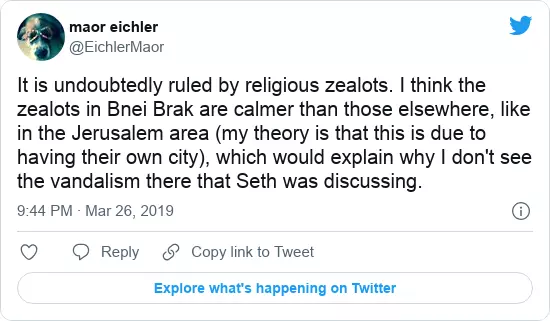 maor eichler
@EichlerMaor
It is undoubtedly ruled by religious zealots. I think the
zealots in Bnei Brak are calmer than those elsewhere, like
in the Jerusalem area (my theory is that this is due to
having their own city), which would explain why I don't see
the vandalism there that Seth was discussing.
9:44 PM · Mar 26, 2019
Reply Copy link to Tweet
Explore what's happening on Twitter